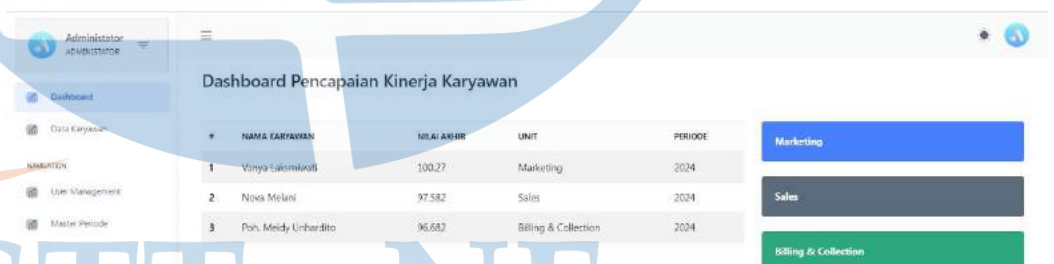 Administator
ADMINISTATOR
Dashboard
Data Karyawan
NAVIGATION
User Management
Master Periode
Dashboard Pencapaian Kinerja Karyawan
# NAMA KARYAWAN NILAI AKHIR UNIT PERIODE
1 Vanya Laksmiwati 100.27 Marketing 2024
2 Nova Melani 97.582 Sales 2024
3 Poh. Meidy Unhardito 96.682 Billing & Collection 2024
Marketing
Sales
Billing & Collection